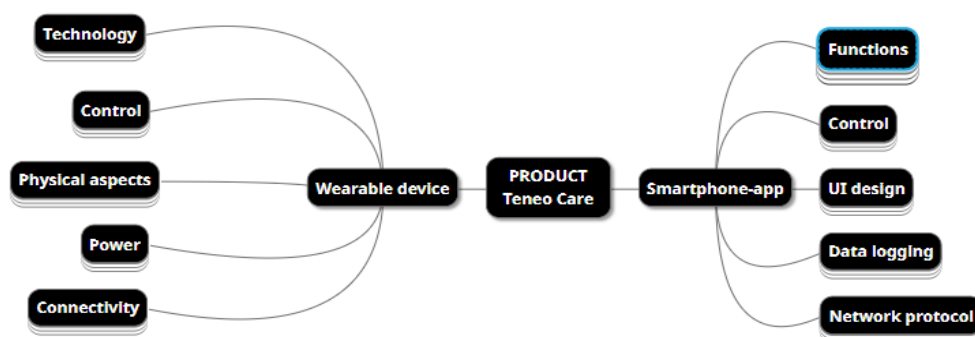 Technology
Control
Physical aspects
Power
Connectivity
Wearable device
PRODUCT
Teneo Care
Smartphone-app
Functions
Control
UI design
Data logging
Network protocol